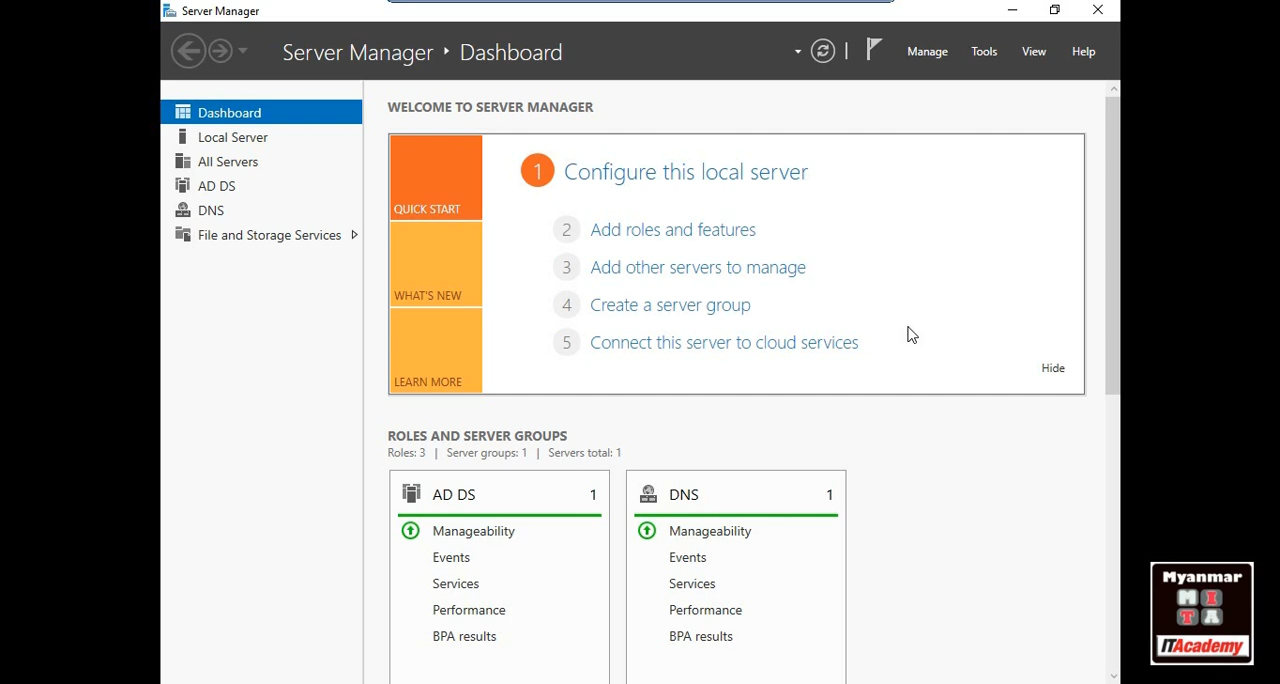 Server Manager
Server Manager ‣ Dashboard
Manage
Tools
View
Help
Dashboard
Local Server
All Servers
AD DS
DNS
File and Storage Services
WELCOME TO SERVER MANAGER
QUICK START
WHAT'S NEW
LEARN MORE
1 Configure this local server
2 Add roles and features
3 Add other servers to manage
4 Create a server group
5 Connect this server to cloud services
Hide
ROLES AND SERVER GROUPS
Roles: 3 | Server groups: 1 | Servers total: 1
AD DS 1
Manageability
Events
Services
Performance
BPA results
DNS 1
Manageability
Events
Services
Performance
BPA results
Myanmar
M I
T A
ITAcademy